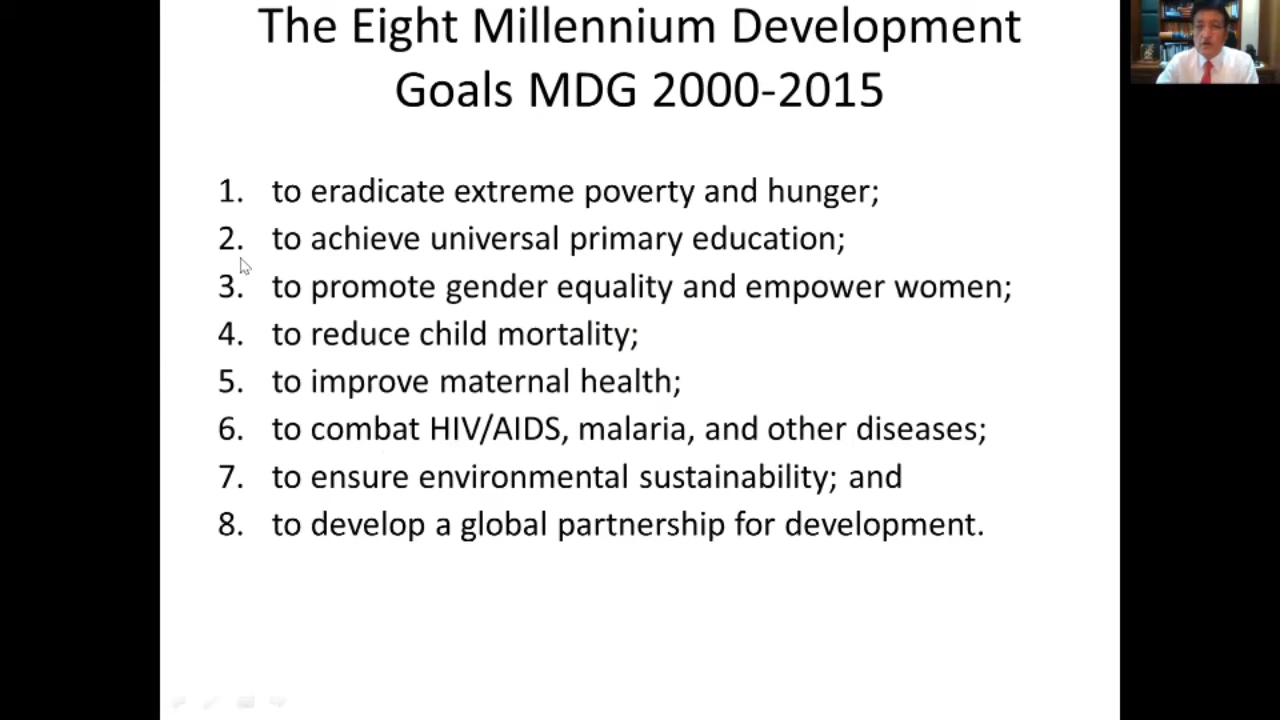 The Eight Millennium Development
Goals MDG 2000-2015
1. to eradicate extreme poverty and hunger;
2. to achieve universal primary education;
3. to promote gender equality and empower women;
4. to reduce child mortality;
5. to improve maternal health;
6. to combat HIV/AIDS, malaria, and other diseases;
7. to ensure environmental sustainability; and
8. to develop a global partnership for development.